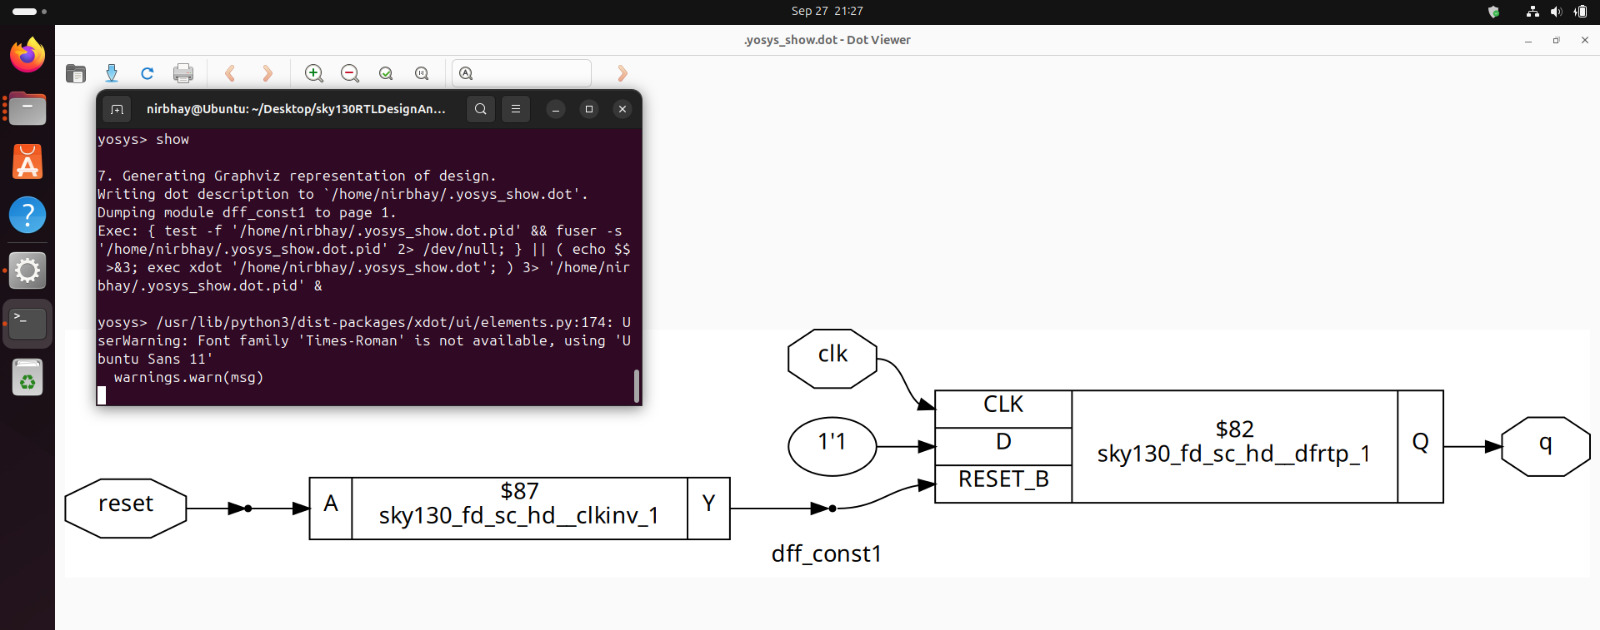 Sep 27 21:27
.yosys_show.dot - Dot Viewer
nirbhay@Ubuntu: ~/Desktop/sky130RTLDesignAn...
yosys> show
7. Generating Graphviz representation of design.
Writing dot description to `/home/nirbhay/.yosys_show.dot'.
Dumping module dff_const1 to page 1.
Exec: { test -f '/home/nirbhay/.yosys_show.dot.pid' && fuser -s
'/home/nirbhay/.yosys_show.dot.pid' 2> /dev/null; } || ( echo $$
 >&3; exec xdot '/home/nirbhay/.yosys_show.dot'; ) 3> '/home/nir
bhay/.yosys_show.dot.pid' &
yosys> /usr/lib/python3/dist-packages/xdot/ui/elements.py:174: U
serWarning: Font family 'Times-Roman' is not available, using 'U
buntu Sans 11'
  warnings.warn(msg)
clk
CLK
1'1
D
RESET_B
$82
sky130_fd_sc_hd__dfrtp_1
Q
q
reset
A
$87
sky130_fd_sc_hd__clkinv_1
Y
dff_const1